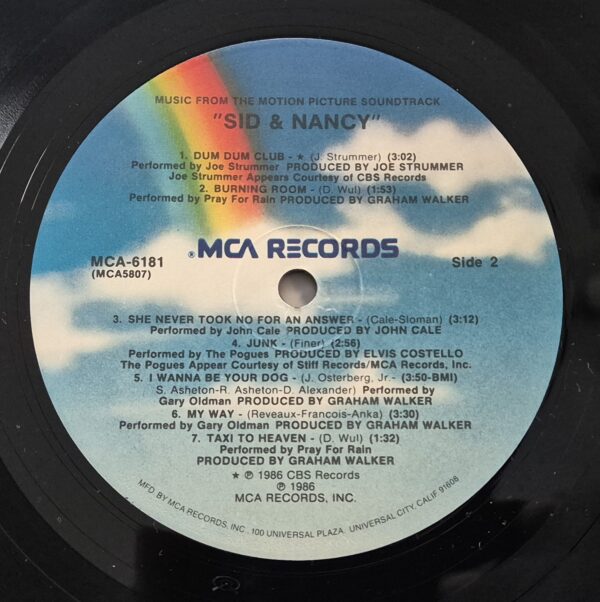 MUSIC FROM THE MOTION PICTURE SOUNDTRACK
"SID & NANCY"
1. DUM DUM CLUB - ★ (J. Strummer) (3:02)
Performed by Joe Strummer PRODUCED BY JOE STRUMMER
Joe Strummer Appears Courtesy of CBS Records
2. BURNING ROOM - (D. Wul) (1:53)
Performed by Pray For Rain PRODUCED BY GRAHAM WALKER
®MCA RECORDS
MCA-6181
(MCA5807)
Side 2
3. SHE NEVER TOOK NO FOR AN ANSWER - (Cale-Sloman) (3:12)
Performed by John Cale PRODUCED BY JOHN CALE
4. JUNK - (Finer) (2:56)
Performed by The Pogues PRODUCED BY ELVIS COSTELLO
The Pogues Appear Courtesy of Stiff Records/MCA Records, Inc.
5. I WANNA BE YOUR DOG - (J. Osterberg, Jr.- (3:50-BMI)
S. Asheton-R. Asheton-D. Alexander) Performed by
Gary Oldman PRODUCED BY GRAHAM WALKER
6. MY WAY - (Reveaux-Francois-Anka) (3:30)
Performed by Gary Oldman PRODUCED BY GRAHAM WALKER
7. TAXI TO HEAVEN - (D. Wul) (1:32)
Performed by Pray For Rain
PRODUCED BY GRAHAM WALKER
★ ℗ 1986 CBS Records
℗ 1986
MCA RECORDS, INC.
MFD. BY MCA RECORDS, INC., 100 UNIVERSAL PLAZA, UNIVERSAL CITY, CALIF. 91608